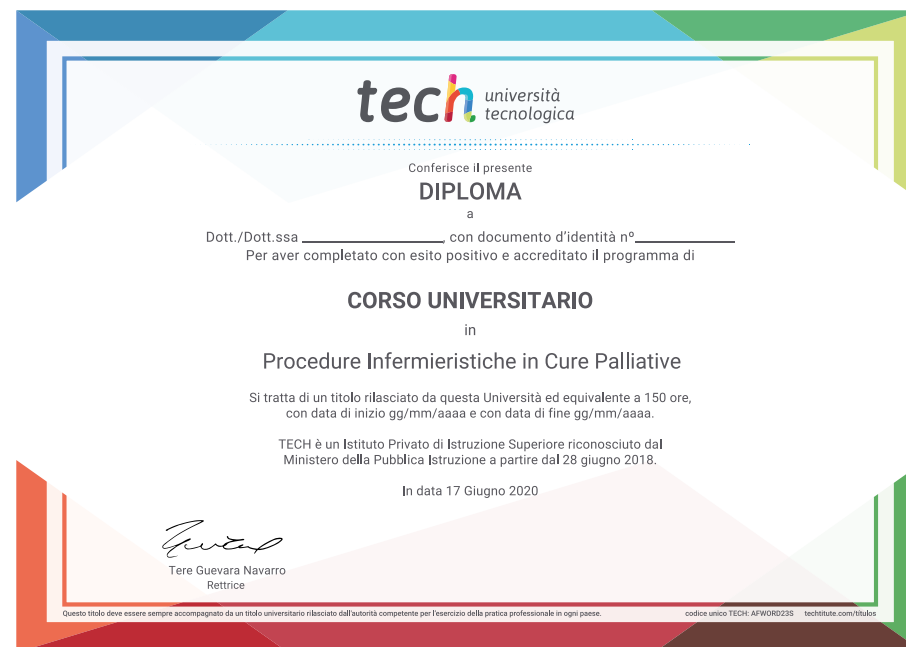 tech università
tecnologica
Conferisce il presente
DIPLOMA
a
Dott./Dott.ssa ____________________, con documento d'identità nº______________
Per aver completato con esito positivo e accreditato il programma di
CORSO UNIVERSITARIO
in
Procedure Infermieristiche in Cure Palliative
Si tratta di un titolo rilasciato da questa Università ed equivalente a 150 ore,
con data di inizio gg/mm/aaaa e con data di fine gg/mm/aaaa.
TECH è un Istituto Privato di Istruzione Superiore riconosciuto dal
Ministero della Pubblica Istruzione a partire dal 28 giugno 2018.
In data 17 Giugno 2020
Tere Guevara Navarro
Rettrice
Questo titolo deve essere sempre accompagnato da un titolo universitario rilasciato dall'autorità competente per l'esercizio della pratica professionale in ogni paese. codice unico TECH: AFWORD23S techtitute.com/titulos